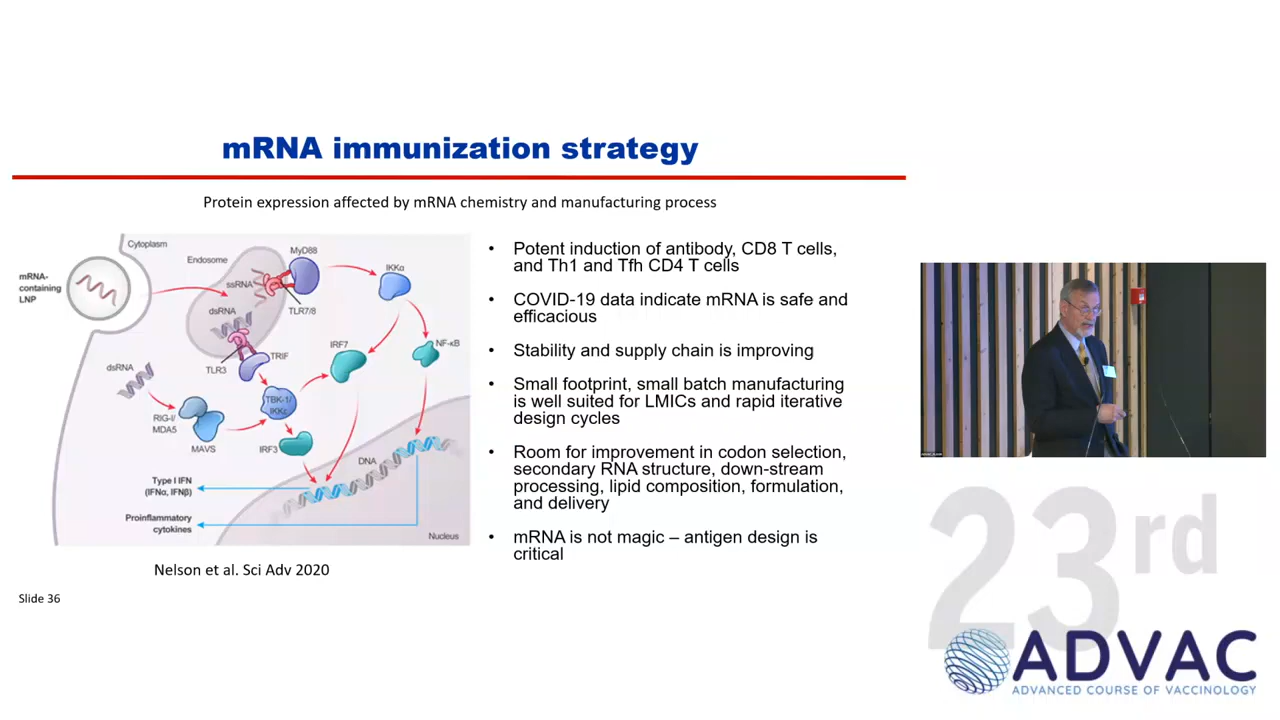 mRNA immunization strategy
Protein expression affected by mRNA chemistry and manufacturing process
Cytoplasm
mRNA-
containing
LNP
Endosome
ssRNA
MyD88
TLR7/8
IKKα
dsRNA
TLR3
TRIF
IRF7
NF-κB
dsRNA
RIG-I/
MDA5
MAVS
TBK-1/
IKKε
IRF3
DNA
Type I IFN
(IFNα, IFNβ)
Proinflammatory
cytokines
Nucleus
Nelson et al. Sci Adv 2020
Slide 36
• Potent induction of antibody, CD8 T cells,
and Th1 and Tfh CD4 T cells
• COVID-19 data indicate mRNA is safe and
efficacious
• Stability and supply chain is improving
• Small footprint, small batch manufacturing
is well suited for LMICs and rapid iterative
design cycles
• Room for improvement in codon selection,
secondary RNA structure, down-stream
processing, lipid composition, formulation,
and delivery
• mRNA is not magic – antigen design is
critical
23rd
ADVAC
ADVANCED COURSE OF VACCINOLOGY